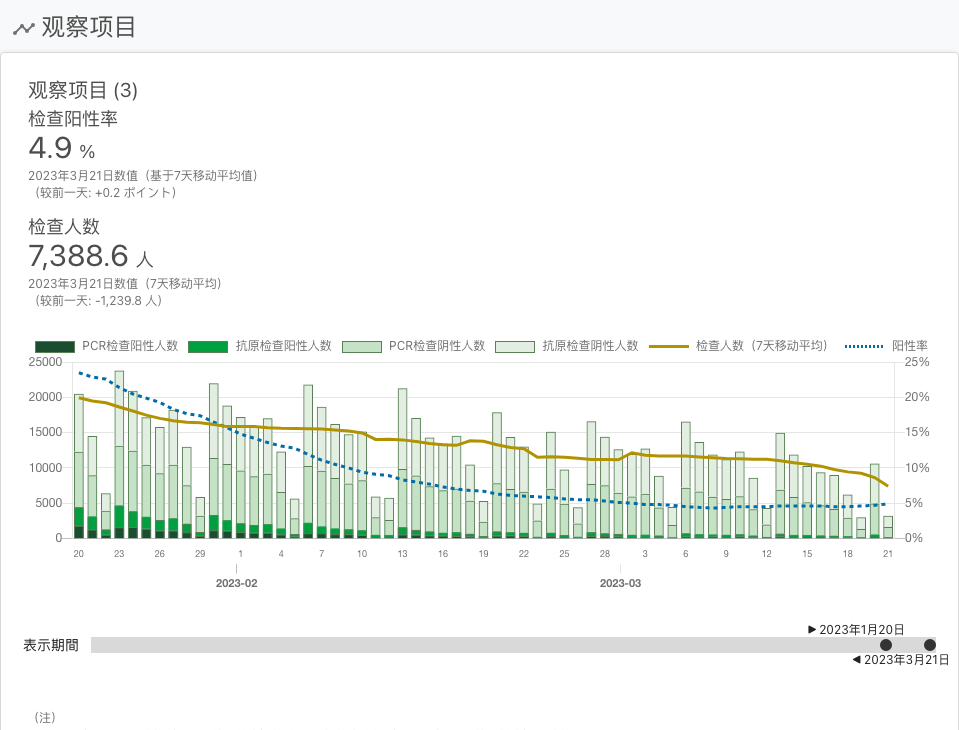 观察项目
观察项目 (3)
检查阳性率
4.9 %
2023年3月21日数值（基于7天移动平均值)
（较前一天: +0.2 ポイント）
检查人数
7,388.6 人
2023年3月21日数值（7天移动平均)
（较前一天: -1,239.8 人）
PCR检查阳性人数 抗原检查阳性人数 PCR检查阴性人数 抗原检查阴性人数 检查人数（7天移动平均） 阳性率
25000 25%
20000 20%
15000 15%
10000 10%
5000 5%
0 0%
20 23 26 29 1 4 7 10 13 16 19 22 25 28 3 6 9 12 15 18 21
2023-02 2023-03
▶ 2023年1月20日
表示期間
◀ 2023年3月21日
（注）